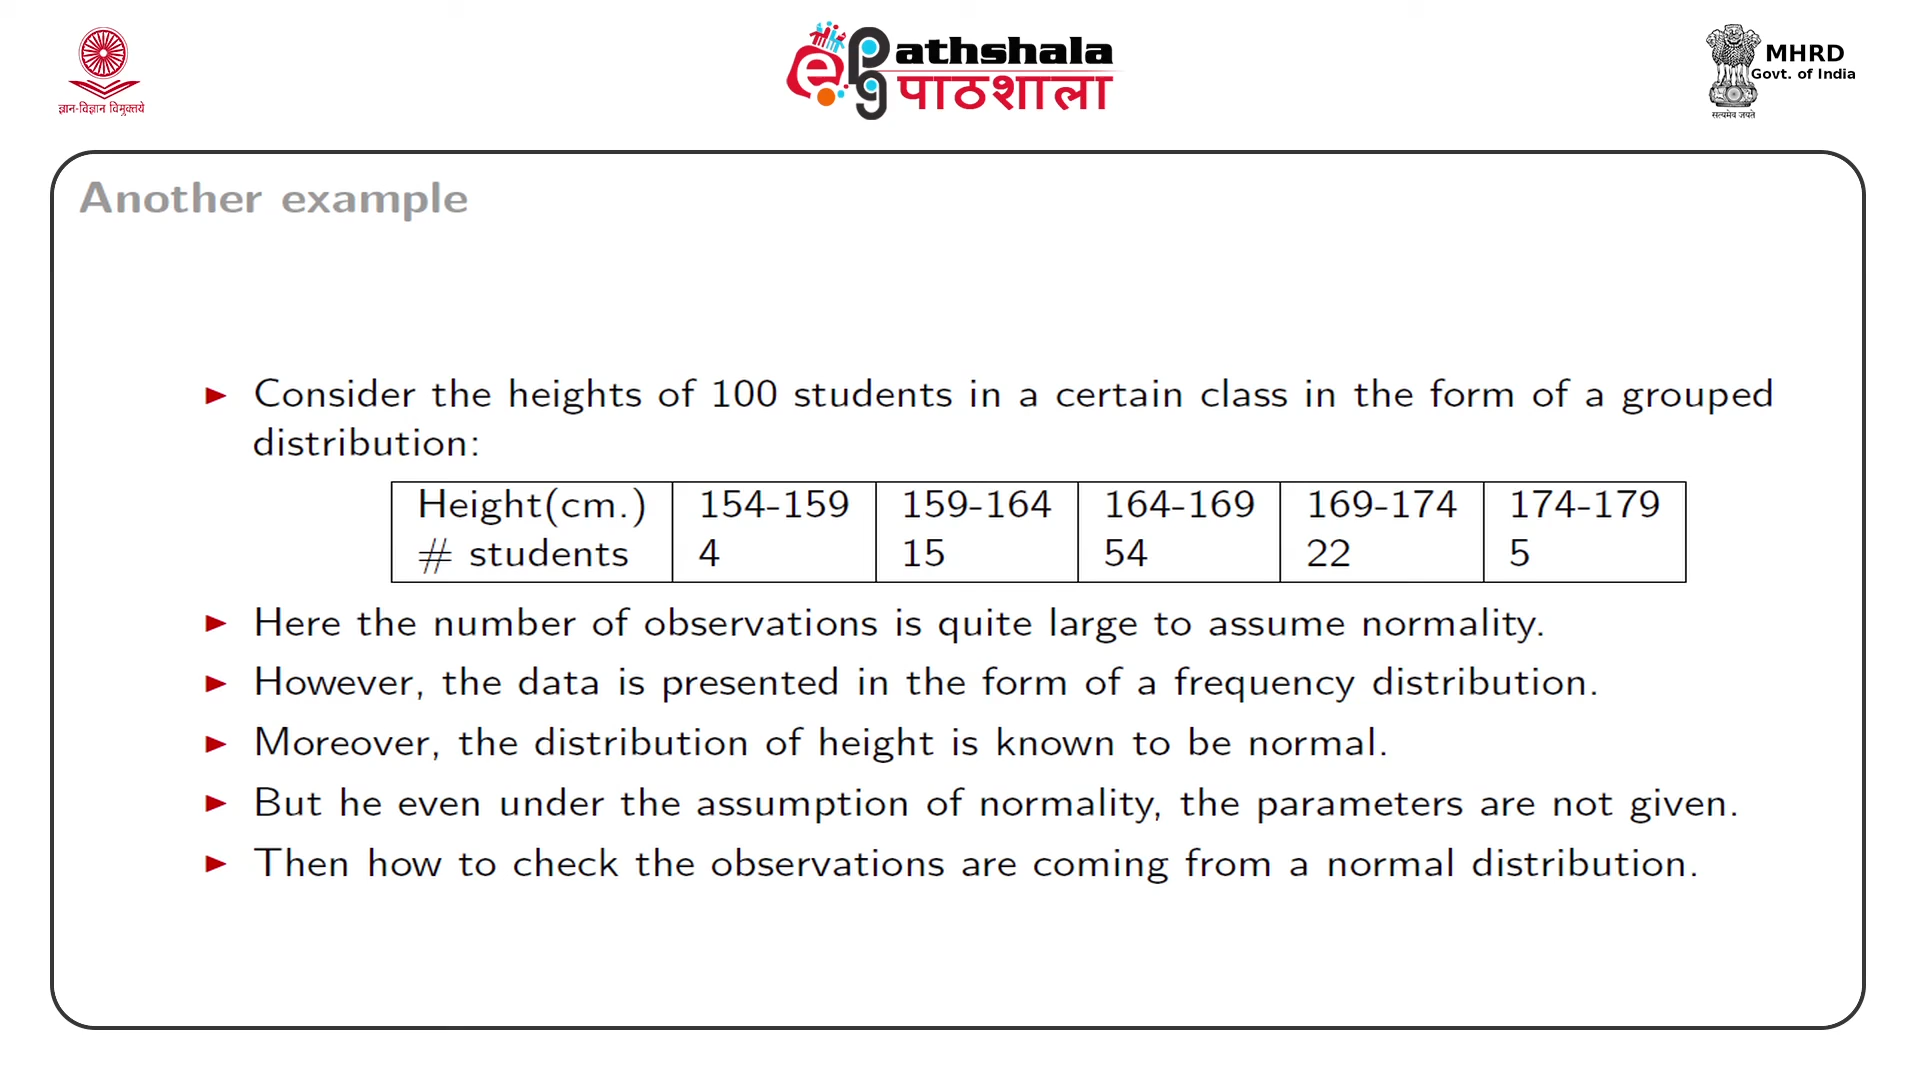 ज्ञान-विज्ञान विमुक्तये
e Pg athshala
पाठशाला
MHRD
Govt. of India
सत्यमेव जयते
Another example
Consider the heights of 100 students in a certain class in the form of a grouped
distribution:
Height(cm.) 154-159 159-164 164-169 169-174 174-179
# students 4 15 54 22 5
Here the number of observations is quite large to assume normality.
However, the data is presented in the form of a frequency distribution.
Moreover, the distribution of height is known to be normal.
But he even under the assumption of normality, the parameters are not given.
Then how to check the observations are coming from a normal distribution.